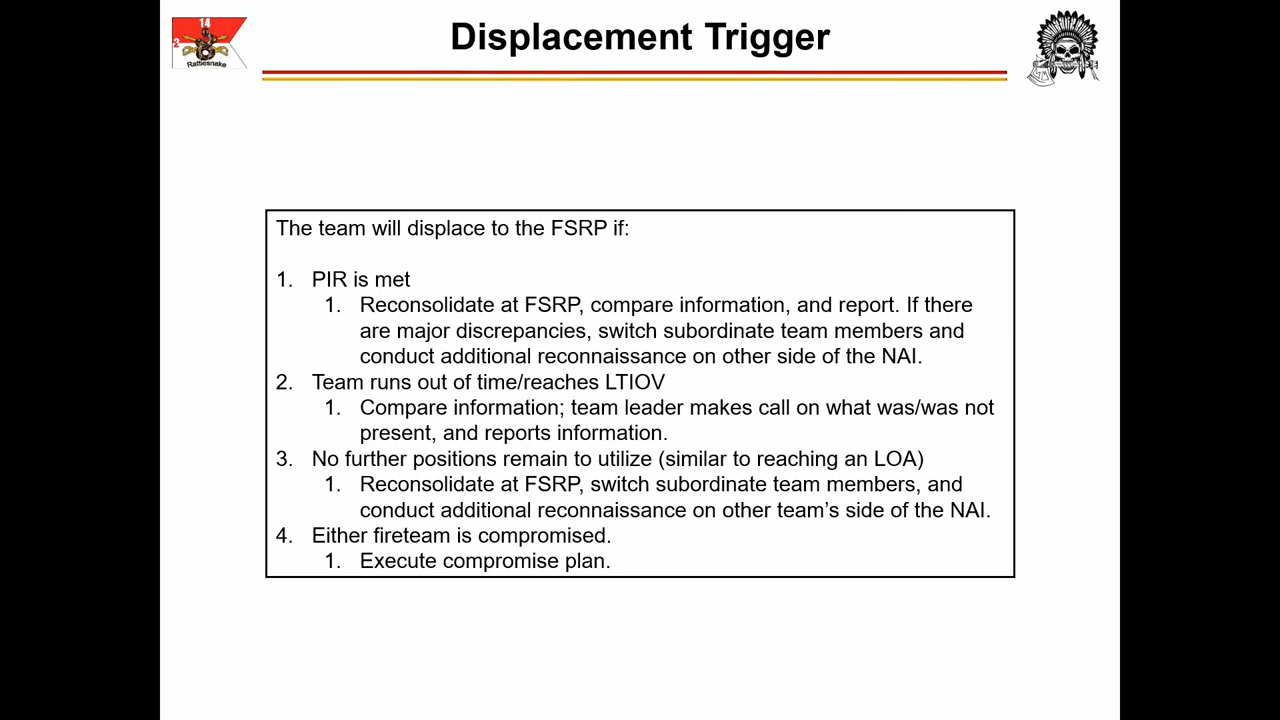 Displacement Trigger
14
2
Rattlesnake
The team will displace to the FSRP if:
1. PIR is met
1. Reconsolidate at FSRP, compare information, and report. If there
are major discrepancies, switch subordinate team members and
conduct additional reconnaissance on other side of the NAI.
2. Team runs out of time/reaches LTIOV
1. Compare information; team leader makes call on what was/was not
present, and reports information.
3. No further positions remain to utilize (similar to reaching an LOA)
1. Reconsolidate at FSRP, switch subordinate team members, and
conduct additional reconnaissance on other team’s side of the NAI.
4. Either fireteam is compromised.
1. Execute compromise plan.